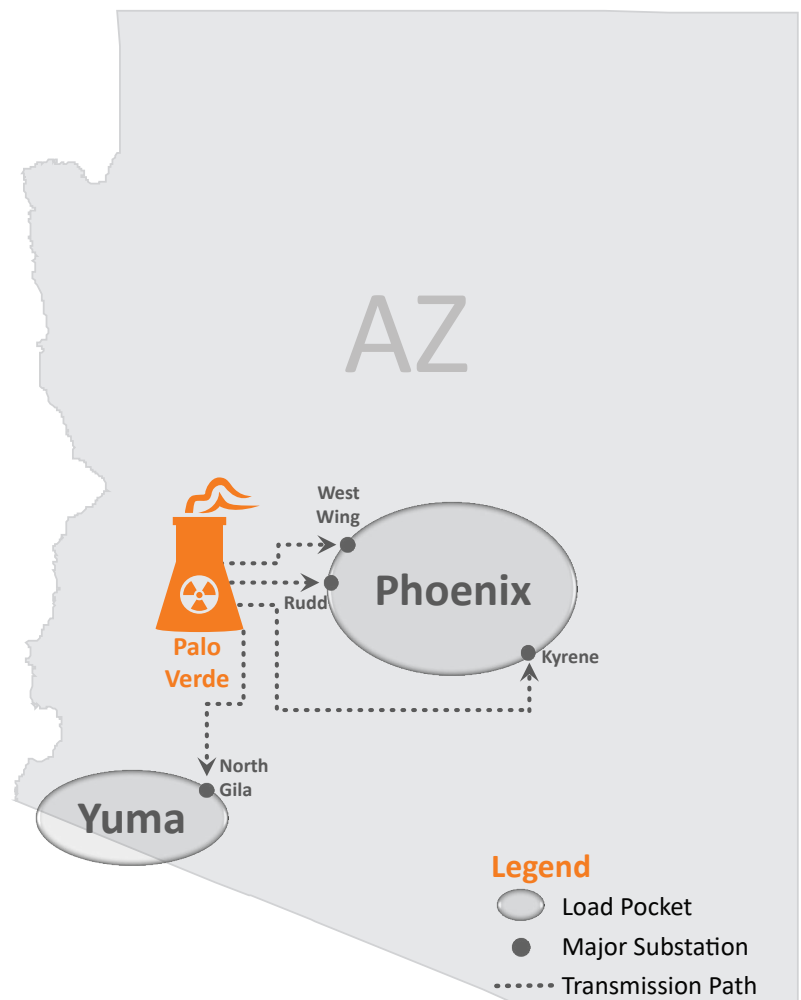 AZ
West
Wing
Phoenix
Rudd
Palo
Verde
Kyrene
North
Gila
Yuma
Legend
Load Pocket
Major Substation
Transmission Path